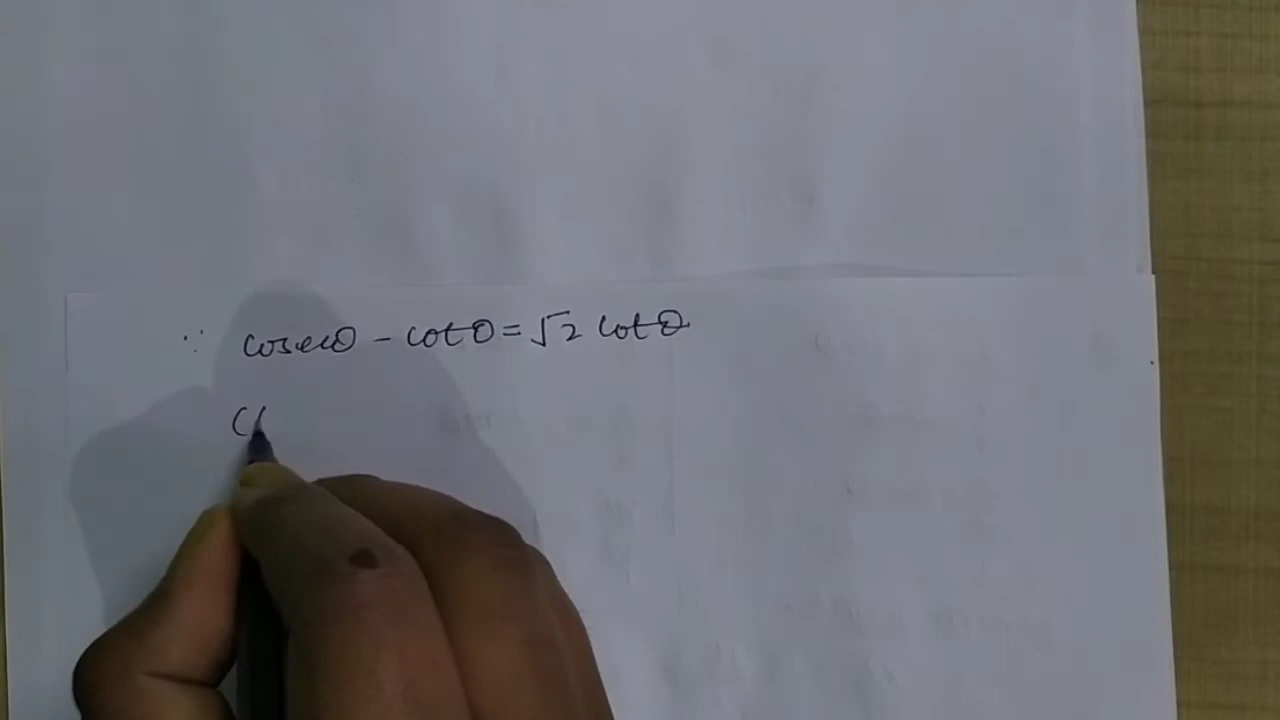 ∵ cosecθ - cotθ = √2 cotθ
(